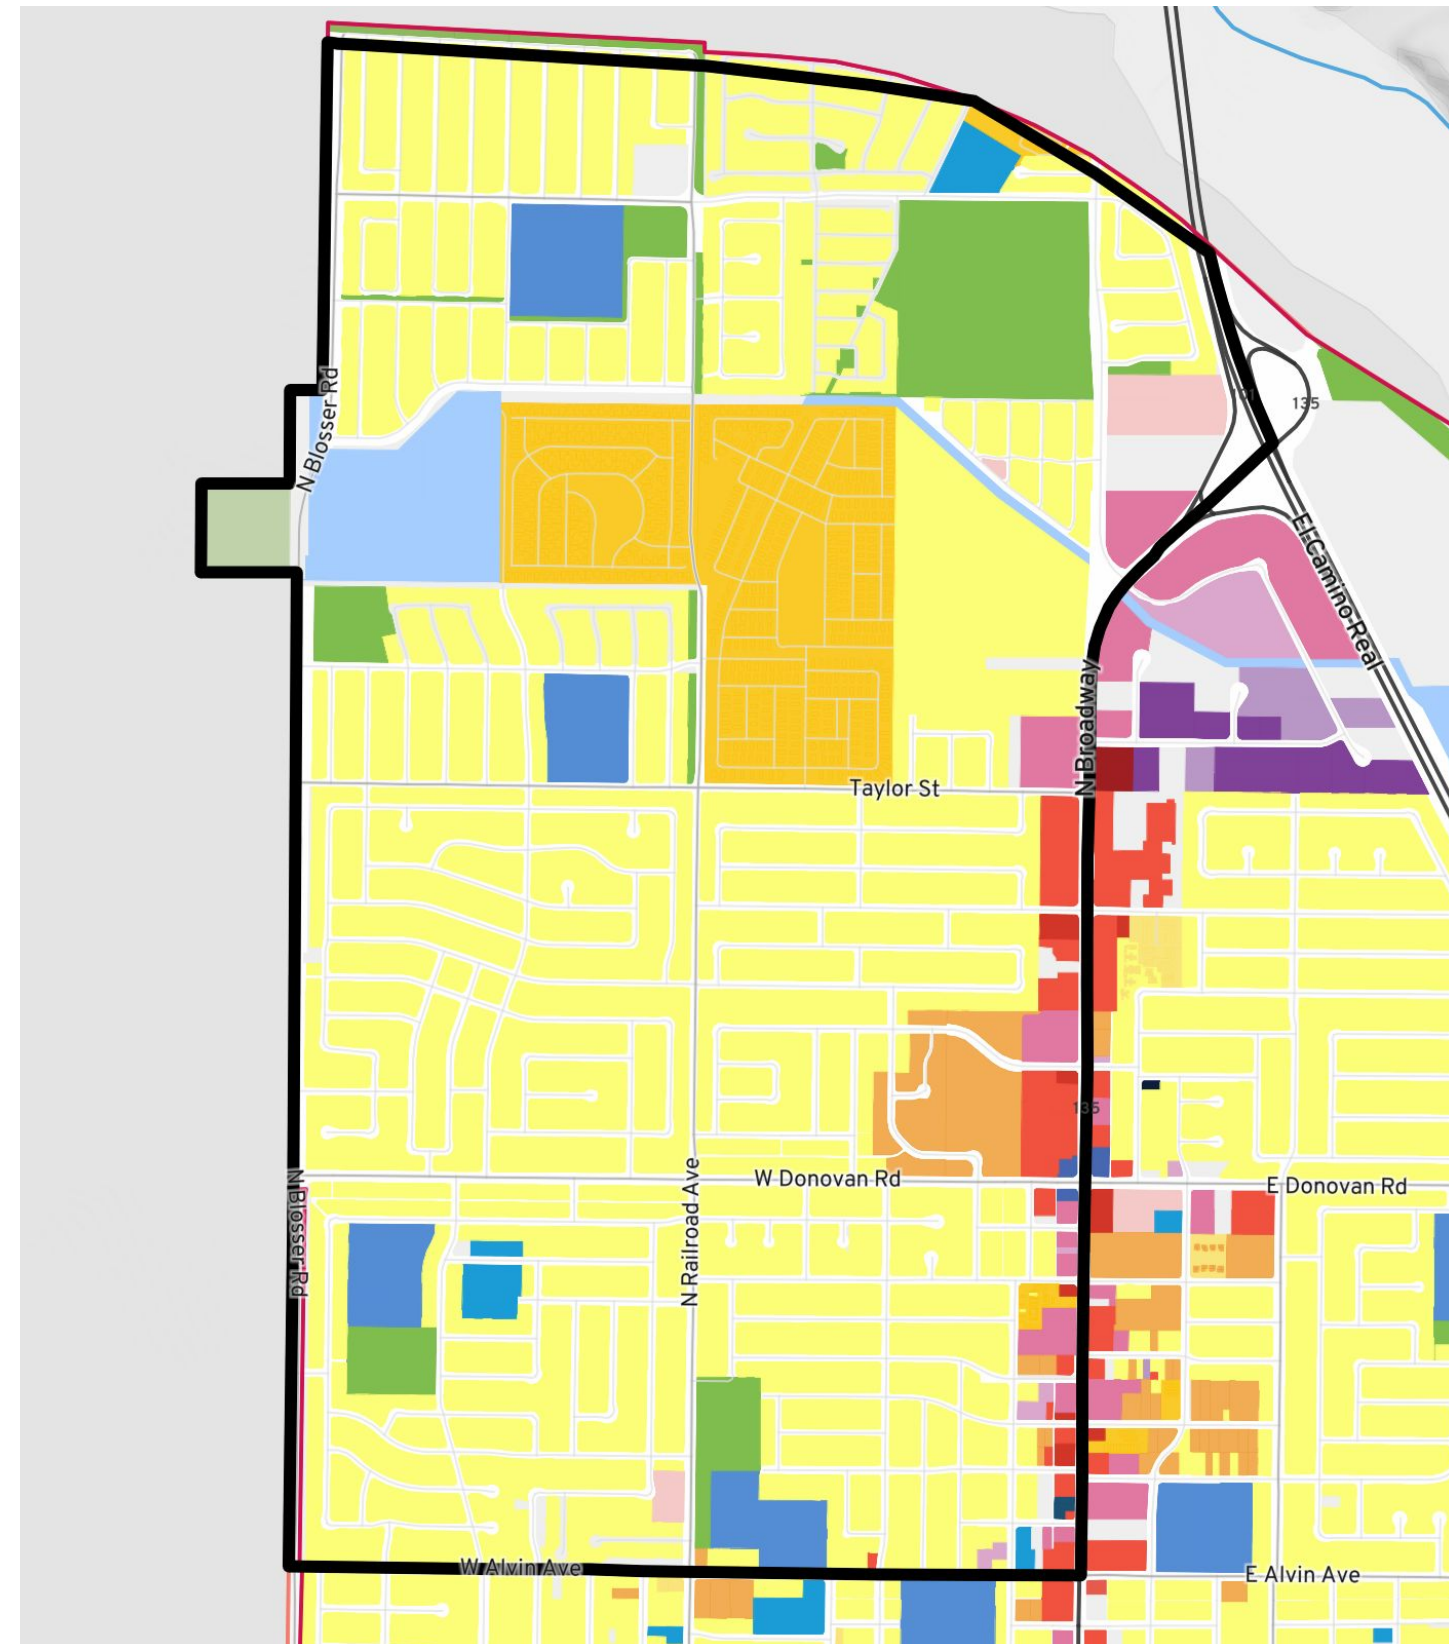 N Blosser Rd
101
135
El Camino Real
N Broadway
Taylor St
135
N Blosser Rd
N Railroad Ave
W Donovan Rd
E Donovan Rd
W Alvin Ave
E Alvin Ave